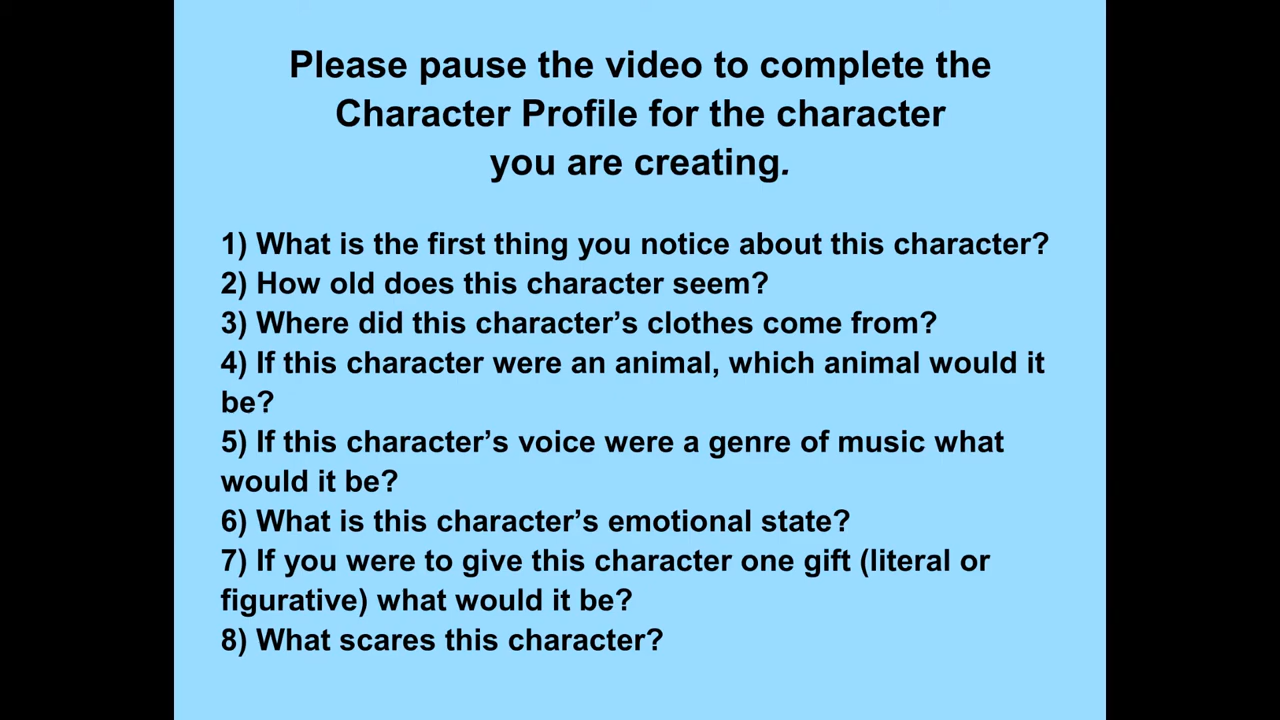 Please pause the video to complete the
Character Profile for the character
you are creating.
1) What is the first thing you notice about this character?
2) How old does this character seem?
3) Where did this character’s clothes come from?
4) If this character were an animal, which animal would it
be?
5) If this character’s voice were a genre of music what
would it be?
6) What is this character’s emotional state?
7) If you were to give this character one gift (literal or
figurative) what would it be?
8) What scares this character?